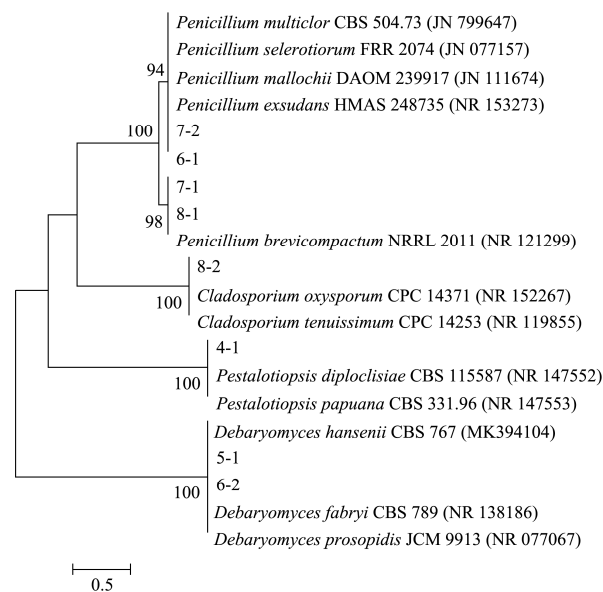 Penicillium multiclor CBS 504.73 (JN 799647)
Penicillium selerotiorum FRR 2074 (JN 077157)
94
Penicillium mallochii DAOM 239917 (JN 111674)
Penicillium exsudans HMAS 248735 (NR 153273)
100
7-2
6-1
7-1
8-1
98
Penicillium brevicompactum NRRL 2011 (NR 121299)
8-2
Cladosporium oxysporum CPC 14371 (NR 152267)
100
Cladosporium tenuissimum CPC 14253 (NR 119855)
4-1
Pestalotiopsis diploclisiae CBS 115587 (NR 147552)
100
Pestalotiopsis papuana CBS 331.96 (NR 147553)
Debaryomyces hansenii CBS 767 (MK394104)
5-1
6-2
100
Debaryomyces fabryi CBS 789 (NR 138186)
Debaryomyces prosopidis JCM 9913 (NR 077067)
0.5